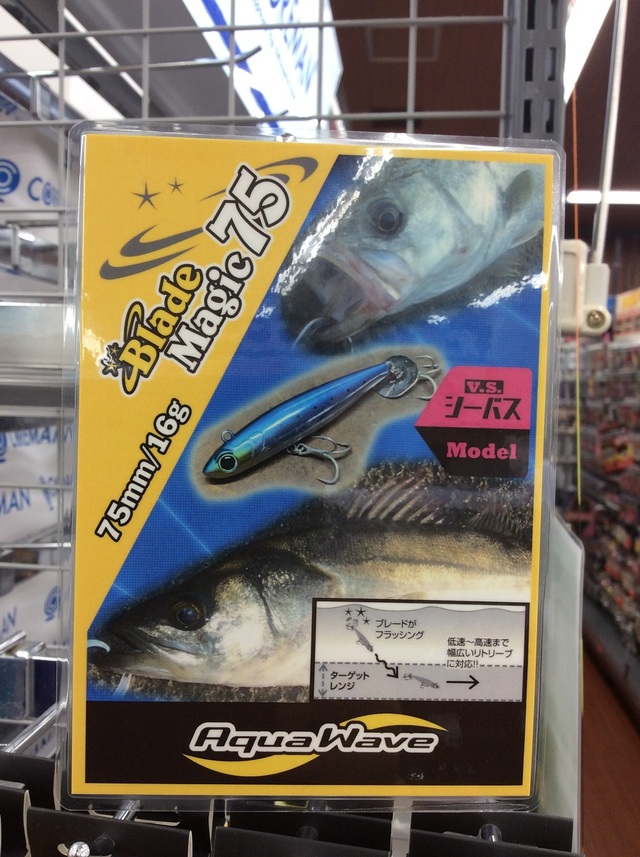 Blade
Magic 75
75mm/16g
V.S.
シーバス
Model
ブレードが
フラッシング
低速～高速まで
幅広いリトリーブ
に対応!!
ターゲット
レンジ
AquaWave